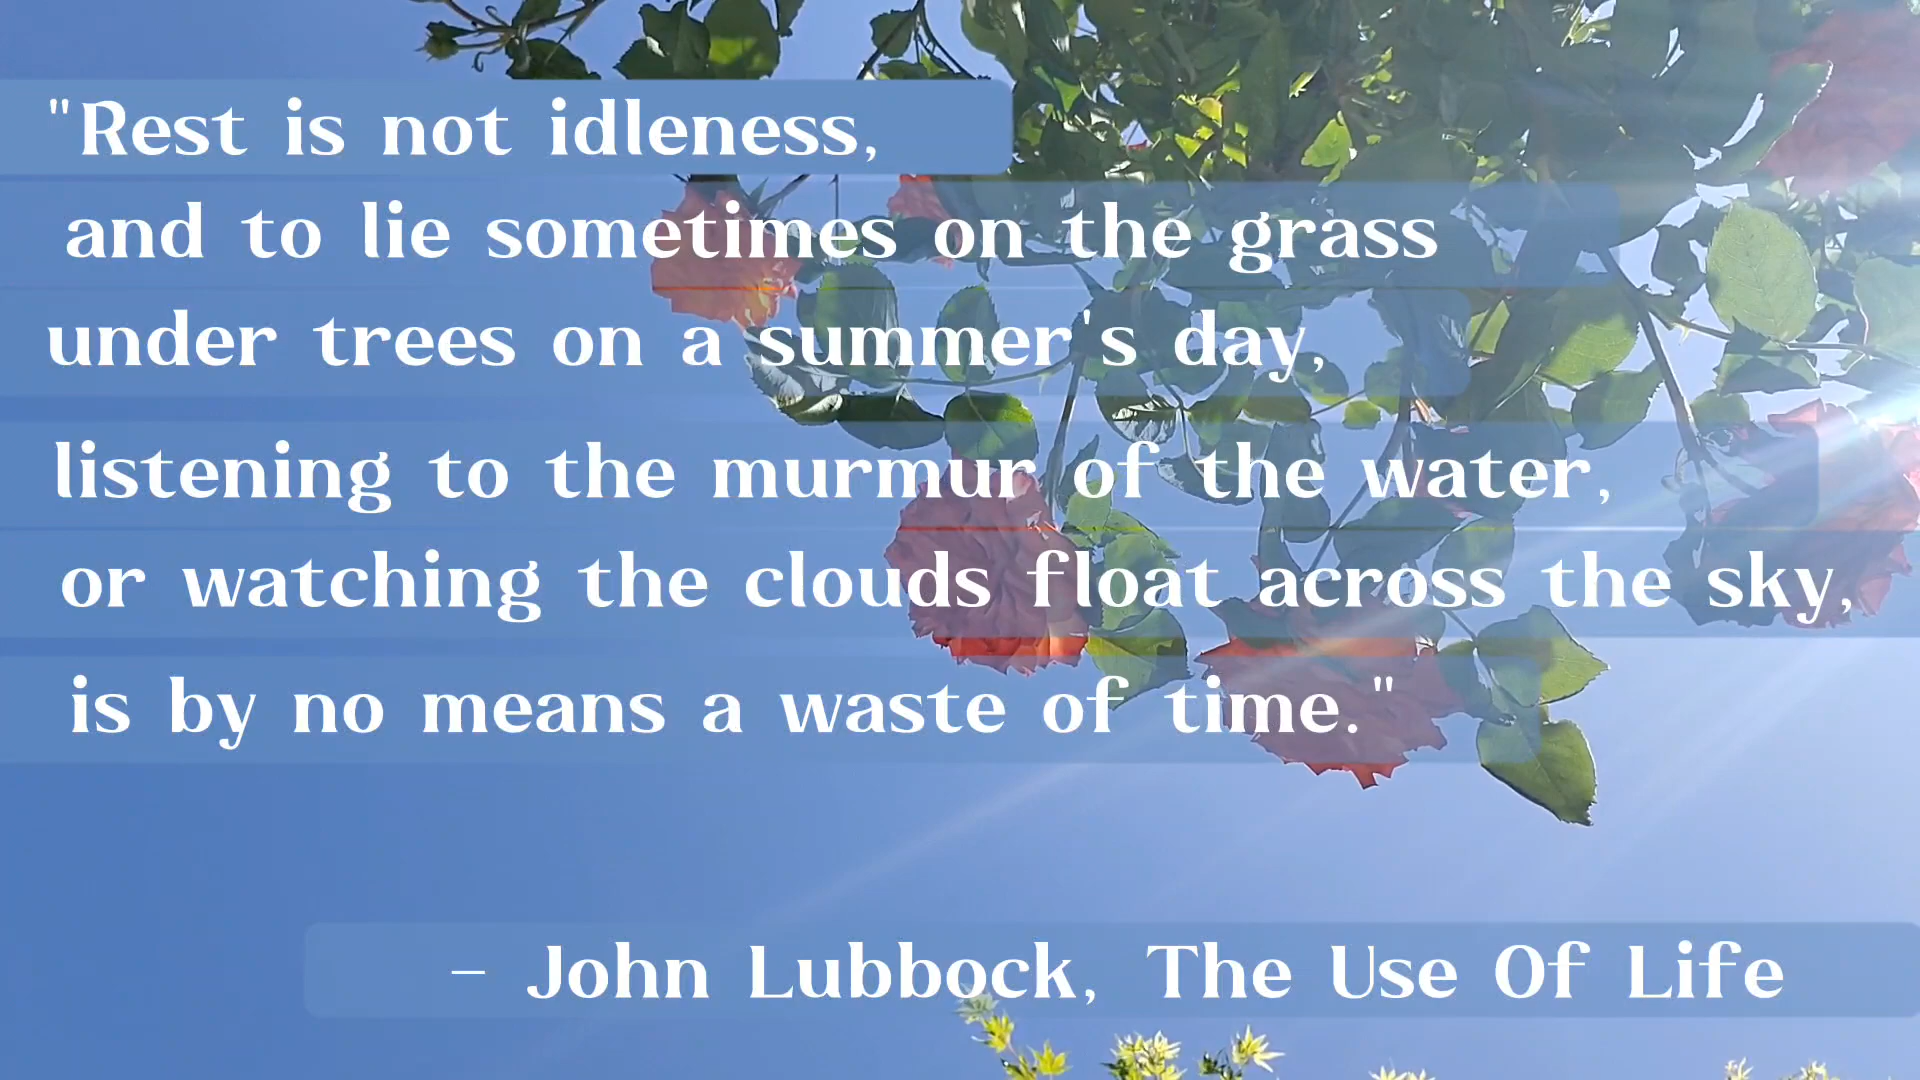 "Rest is not idleness,
and to lie sometimes on the grass
under trees on a summer's day,
listening to the murmur of the water,
or watching the clouds float across the sky,
is by no means a waste of time."
- John Lubbock, The Use Of Life